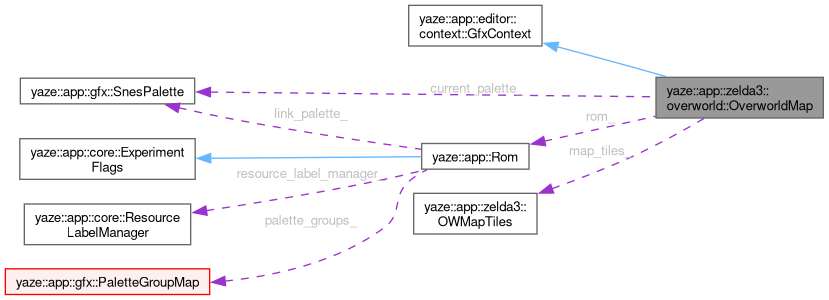 yaze::app::editor::
context::GfxContext
yaze::app::gfx::SnesPalette
current_palette
yaze::app::zelda3::
overworld::OverworldMap
link_palette_
rom_
yaze::app::core::Experiment
Flags
yaze::app::Rom
map_tiles_
resource_label_manager_
yaze::app::core::Resource
LabelManager
yaze::app::zelda3::
OWMapTiles
palette_groups_
yaze::app::gfx::PaletteGroupMap